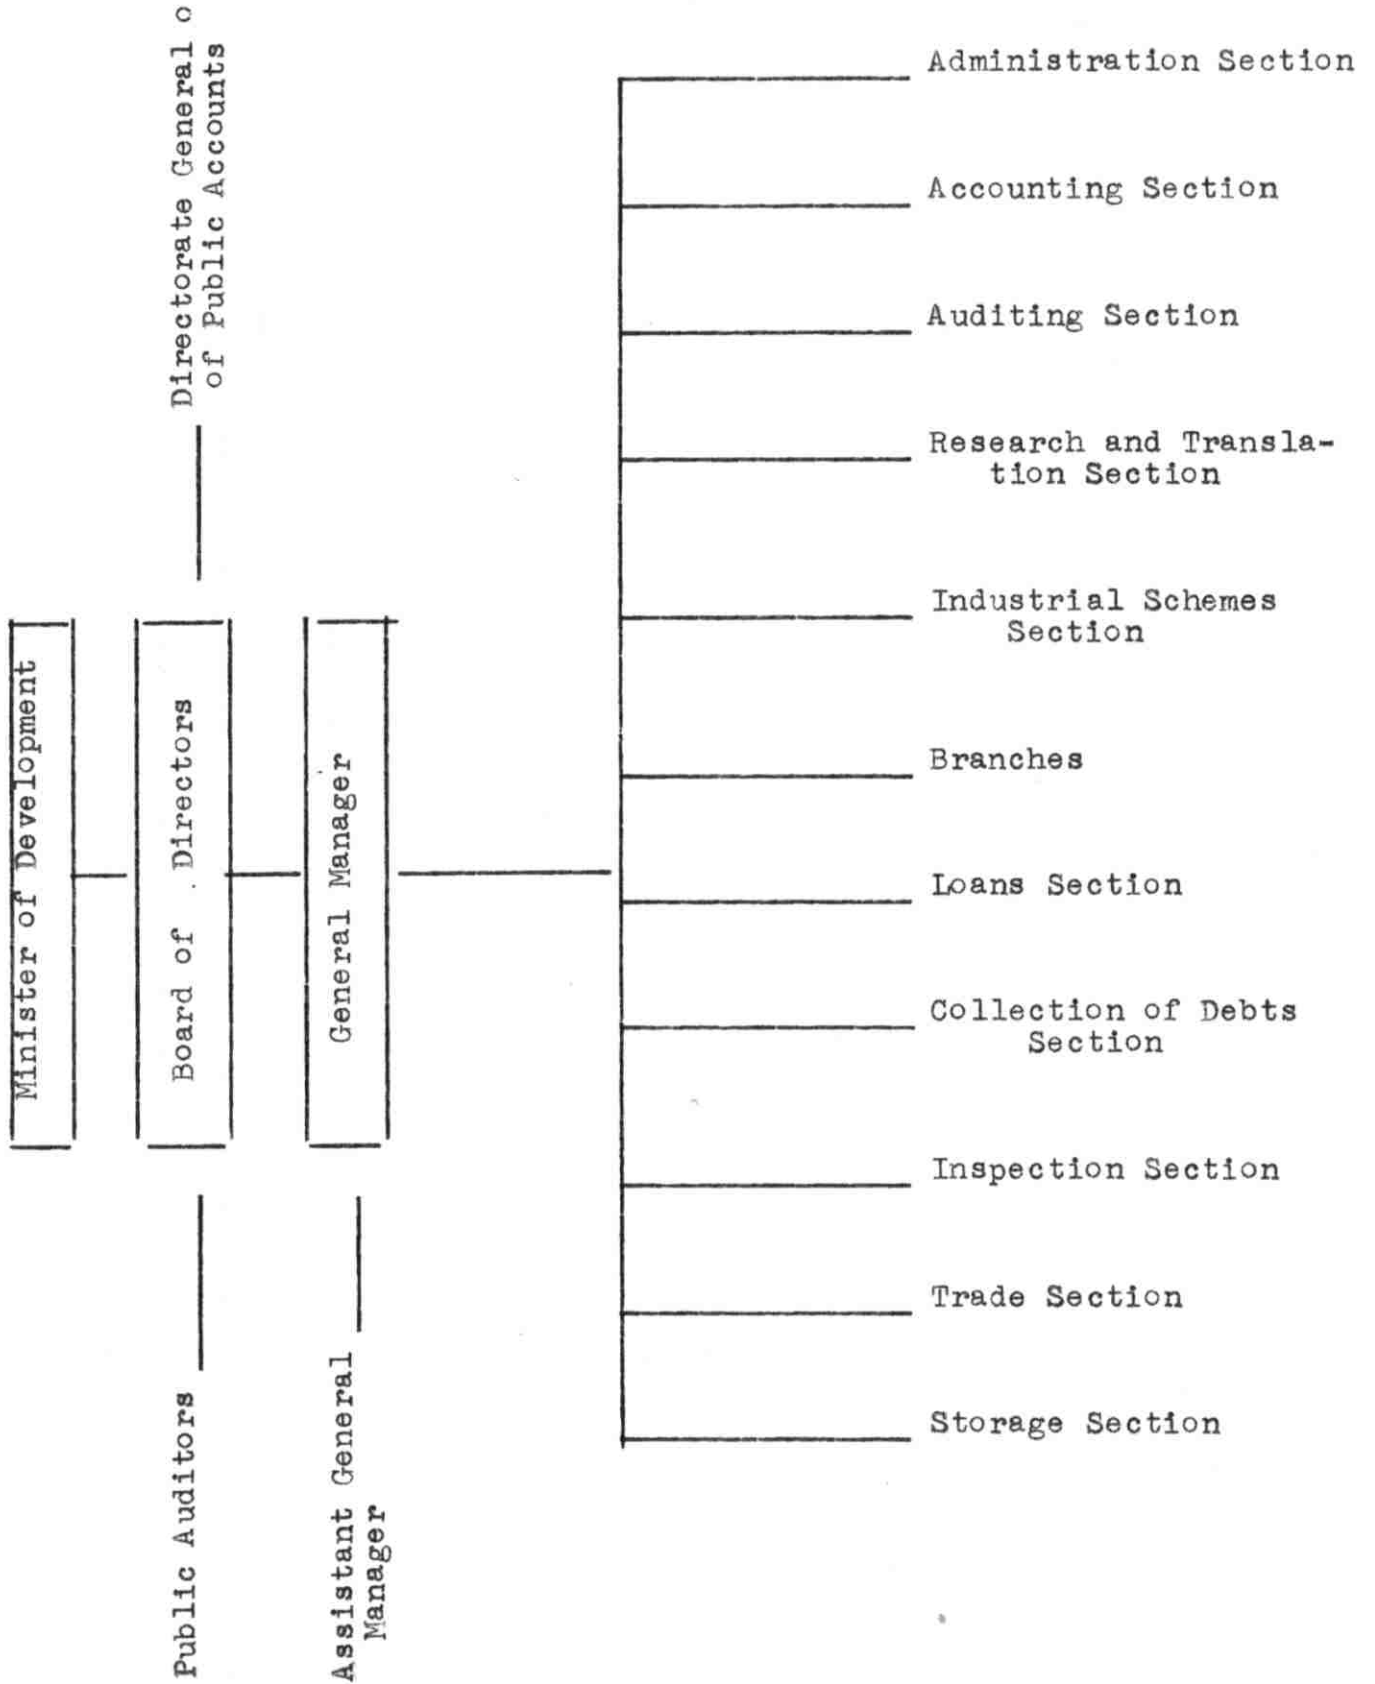 Minister of Development
Directorate General o
of Public Accounts
Board of Directors
Public Auditors
General Manager
Assistant General
Manager
Administration Section
Accounting Section
Auditing Section
Research and Transla-
tion Section
Industrial Schemes
Section
Branches
Loans Section
Collection of Debts
Section
Inspection Section
Trade Section
Storage Section